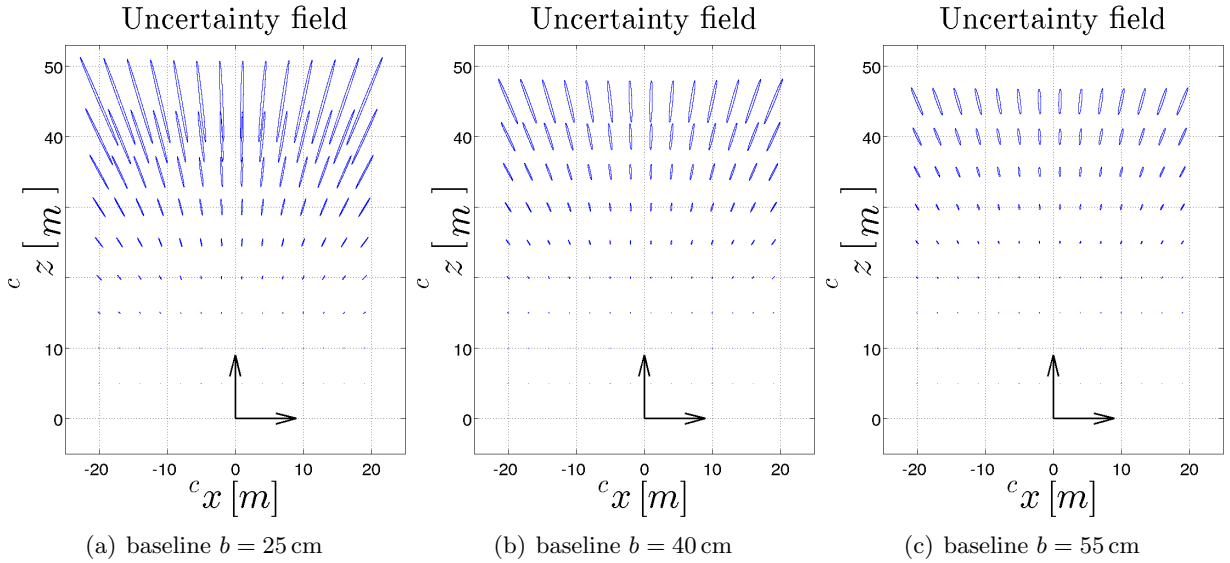 Uncertainty field
50
40
c z [m]
10
0
-20 -10 0 10 20
c x [m]
(a) baseline b = 25 cm
Uncertainty field
50
40
c z [m]
10
0
-20 -10 0 10 20
c x [m]
(b) baseline b = 40 cm
Uncertainty field
50
40
c z [m]
10
0
-20 -10 0 10 20
c x [m]
(c) baseline b = 55 cm